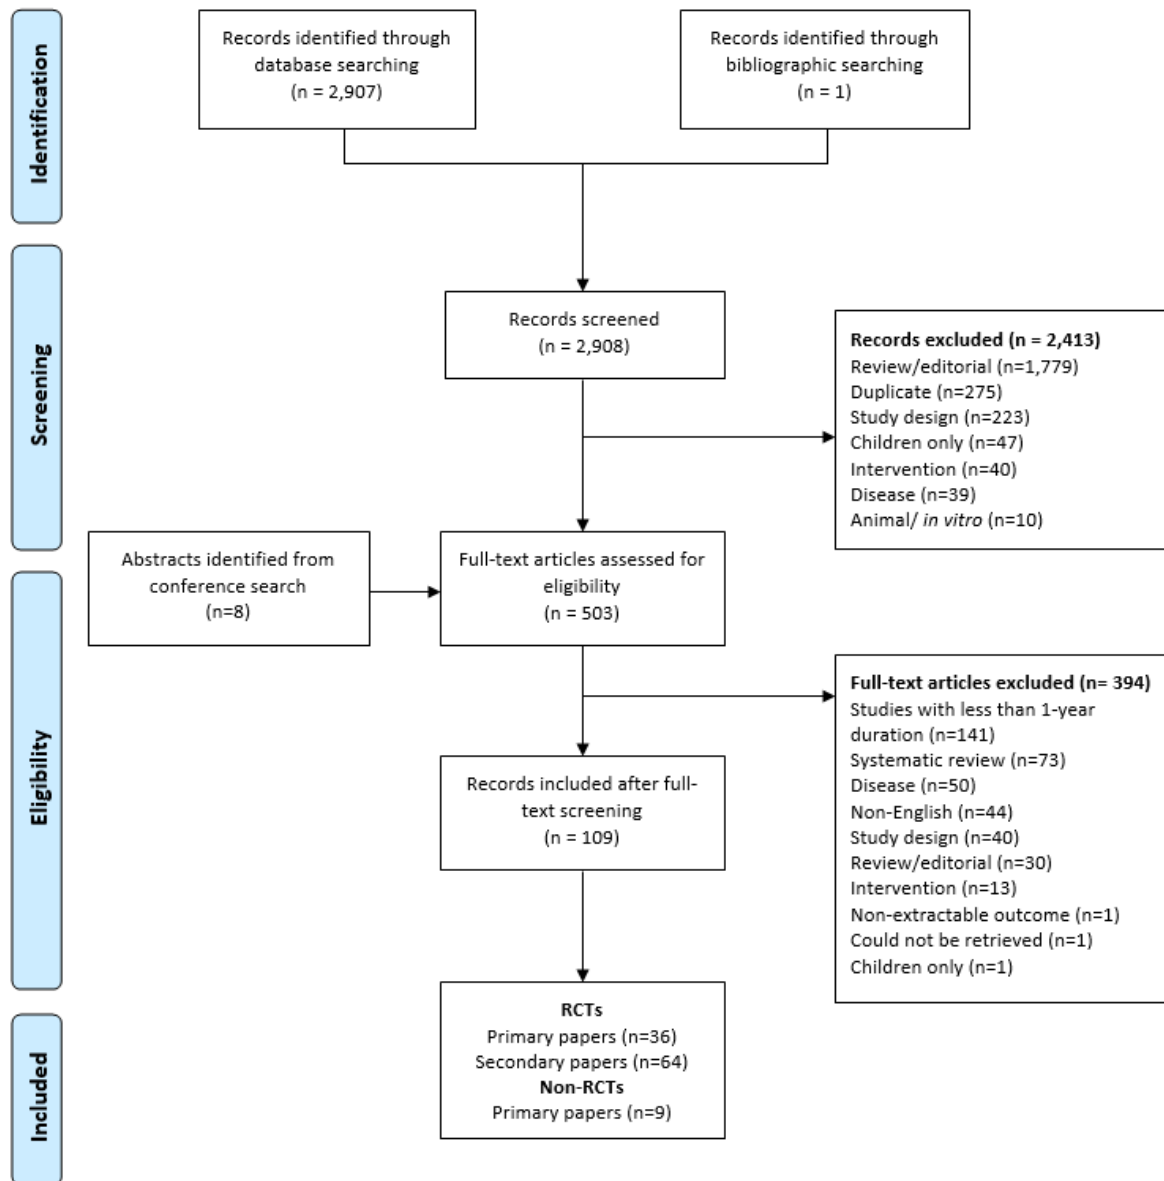 Identification
Records identified through
database searching
(n = 2,907)
Records identified through
bibliographic searching
(n = 1)
Screening
Records screened
(n = 2,908)
Records excluded (n = 2,413)
Review/editorial (n=1,779)
Duplicate (n=275)
Study design (n=223)
Children only (n=47)
Intervention (n=40)
Disease (n=39)
Animal/ in vitro (n=10)
Abstracts identified from
conference search
(n=8)
Full-text articles assessed for
eligibility
(n = 503)
Eligibility
Full-text articles excluded (n= 394)
Studies with less than 1-year
duration (n=141)
Systematic review (n=73)
Disease (n=50)
Non-English (n=44)
Study design (n=40)
Review/editorial (n=30)
Intervention (n=13)
Non-extractable outcome (n=1)
Could not be retrieved (n=1)
Children only (n=1)
Records included after full-
text screening
(n = 109)
Included
RCTs
Primary papers (n=36)
Secondary papers (n=64)
Non-RCTs
Primary papers (n=9)